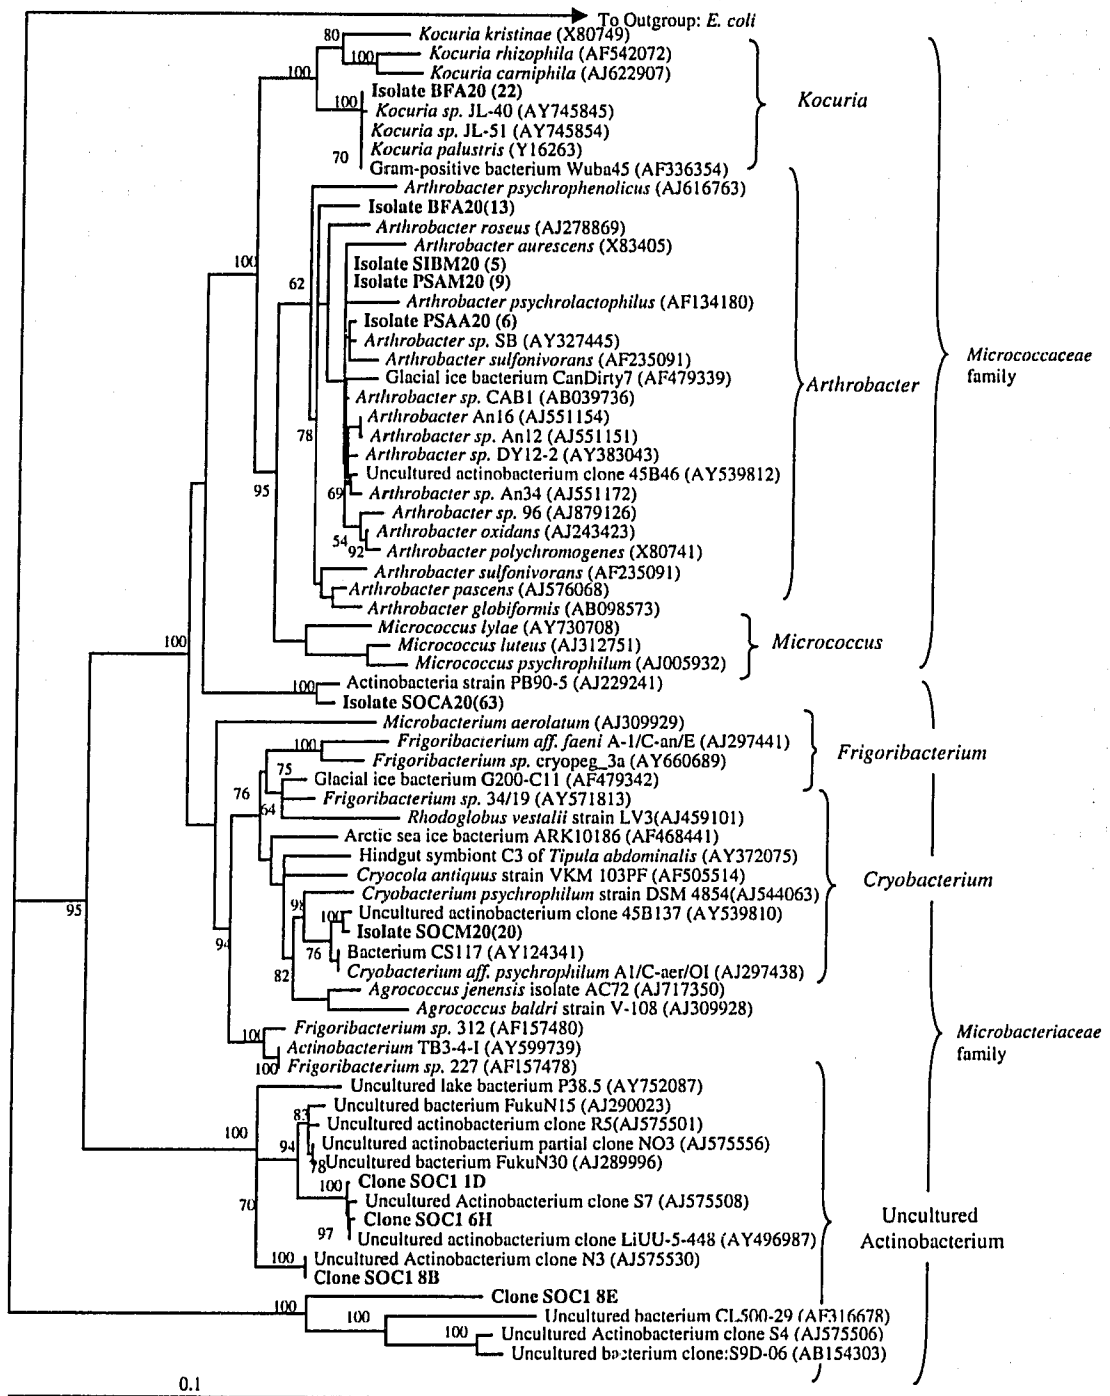 To Outgroup: E. coli
80 Kocuria kristinae (X80749)
Kocuria rhizophila (AF542072)
100
100 Kocuria carniphila (AJ622907)
Isolate BFA20 (22)
100
Kocuria sp. JL-40 (AY745845)
Kocuria
Kocuria sp. JL-51 (AY745854)
Kocuria palustris (Y16263)
70
Gram-positive bacterium Wuba45 (AF336354)
Arthrobacter psychrophenolicus (AJ616763)
Isolate BFA20(13)
Arthrobacter roseus (AJ278869)
Arthrobacter aurescens (X83405)
100
Isolate SIBM20 (5)
62
Isolate PSAM20 (9)
Arthrobacter psychrolactophilus (AF134180)
Isolate PSAA20 (6)
Arthrobacter sp. SB (AY327445)
Arthrobacter sulfonivorans (AF235091)
Micrococcaceae
family
Glacial ice bacterium CanDirty7 (AF479339)
Arthrobacter
Arthrobacter sp. CAB1 (AB039736)
Arthrobacter An16 (AJ551154)
78
Arthrobacter sp. An12 (AJ551151)
Arthrobacter sp. DY12-2 (AY383043)
Uncultured actinobacterium clone 45B46 (AY539812)
95
69
Arthrobacter sp. An34 (AJ551172)
Arthrobacter sp. 96 (AJ879126)
Arthrobacter oxidans (AJ243423)
54
92
Arthrobacter polychromogenes (X80741)
Arthrobacter sulfonivorans (AF235091)
Arthrobacter pascens (AJ576068)
Arthrobacter globiformis (AB098573)
Micrococcus lylae (AY730708)
100
Micrococcus luteus (AJ312751)
Micrococcus
Micrococcus psychrophilum (AJ005932)
100 Actinobacteria strain PB90-5 (AJ229241)
Isolate SOCA20(63)
Microbacterium aerolatum (AJ309929)
Frigoribacterium aff. faeni A-1/C-an/E (AJ297441)
100
Frigoribacterium
Frigoribacterium sp. cryopeg_3a (AY660689)
75
Glacial ice bacterium G200-C11 (AF479342)
76
Frigoribacterium sp. 34/19 (AY571813)
64
Rhodoglobus vestalii strain LV3(AJ459101)
Arctic sea ice bacterium ARK10186 (AF468441)
Hindgut symbiont C3 of Tipula abdominalis (AY372075)
Cryocola antiquus strain VKM 103PF (AF505514)
Cryobacterium
Cryobacterium psychrophilum strain DSM 4854(AJ544063)
98
95
100 Uncultured actinobacterium clone 45B137 (AY539810)
Isolate SOCM20(20)
94
76 Bacterium CS117 (AY124341)
Cryobacterium aff. psychrophilum A1/C-aer/OI (AJ297438)
82
Agrococcus jenensis isolate AC72 (AJ717350)
Agrococcus baldri strain V-108 (AJ309928)
Frigoribacterium sp. 312 (AF157480)
100
Microbacteriaceae
family
Actinobacterium TB3-4-I (AY599739)
100 Frigoribacterium sp. 227 (AF157478)
Uncultured lake bacterium P38.5 (AY752087)
Uncultured bacterium FukuN15 (AJ290023)
83
Uncultured actinobacterium clone R5(AJ575501)
100
94
Uncultured actinobacterium partial clone NO3 (AJ575556)
78 Uncultured bacterium FukuN30 (AJ289996)
Clone SOC1 1D
100
Uncultured Actinobacterium clone S7 (AJ575508)
70
Clone SOC1 6H
Uncultured
Actinobacterium
97
Uncultured actinobacterium clone LiUU-5-448 (AY496987)
100 Uncultured Actinobacterium clone N3 (AJ575530)
Clone SOC1 8B
Clone SOC1 8E
100
Uncultured bacterium CL500-29 (AF316678)
100
100 Uncultured Actinobacterium clone S4 (AJ575506)
Uncultured bacterium clone:S9D-06 (AB154303)
0.1